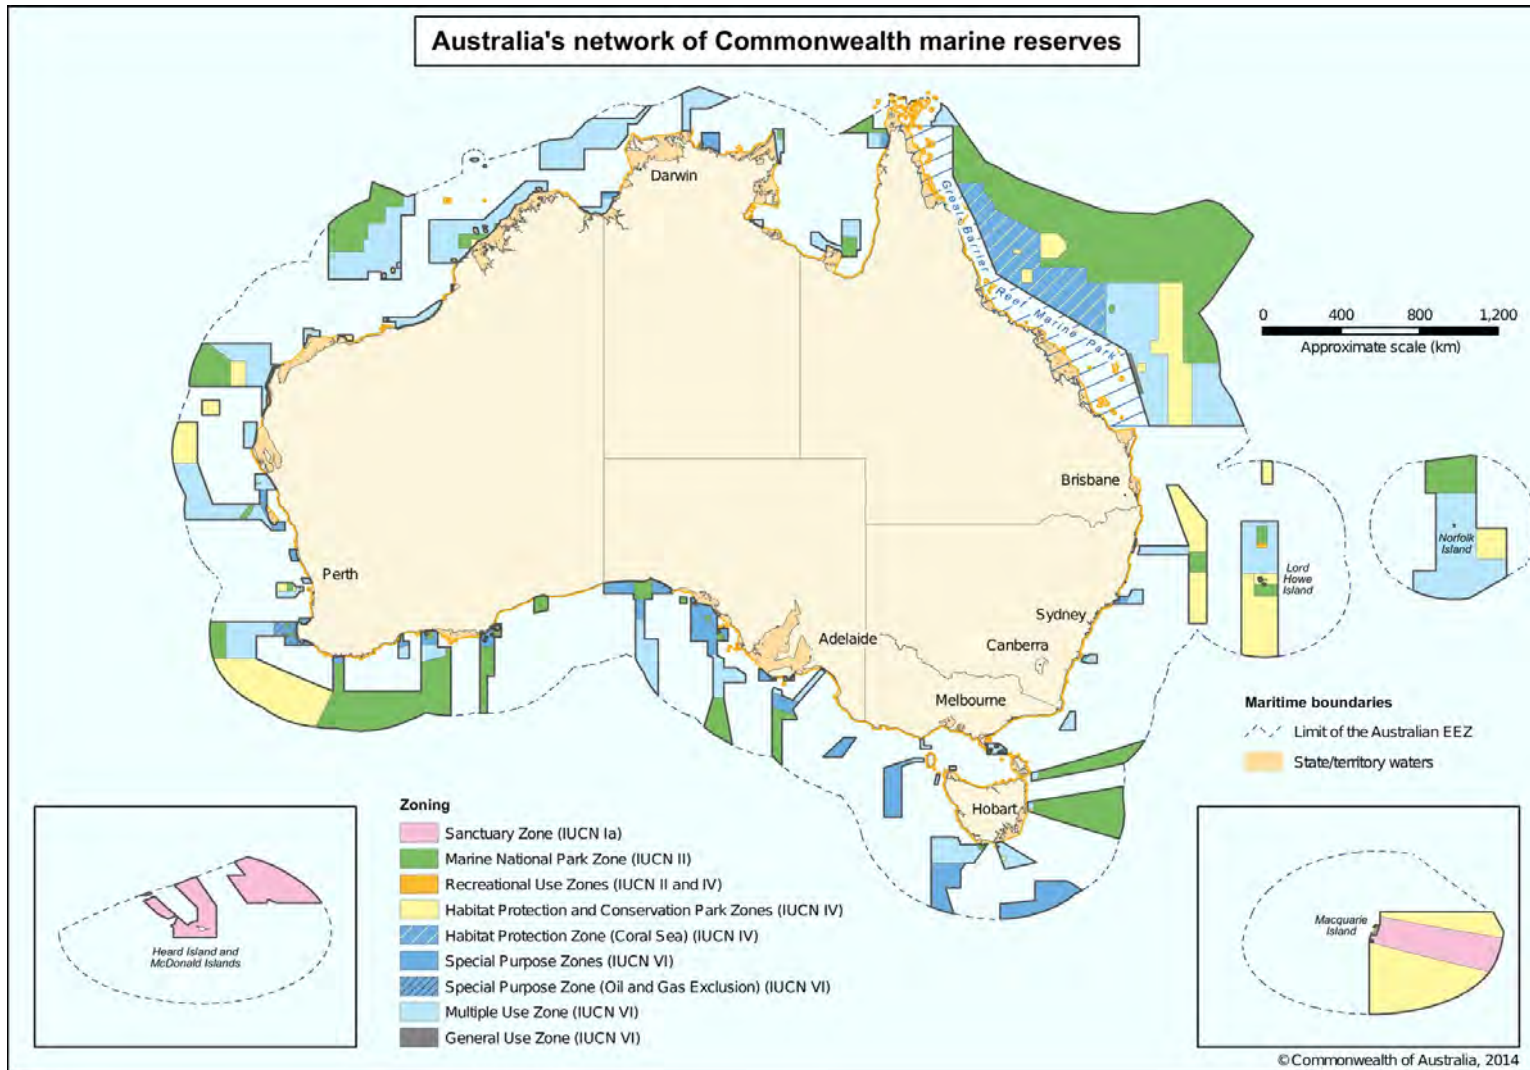 Australia's network of Commonwealth marine reserves
Darwin
Great Barrier Reef Marine Park
0 400 800 1,200
Approximate scale (km)
Brisbane
Norfolk
Island
Lord
Howe
Island
Perth
Sydney
Adelaide
Canberra
Melbourne
Maritime boundaries
Limit of the Australian EEZ
State/territory waters
Hobart
Zoning
Sanctuary Zone (IUCN Ia)
Marine National Park Zone (IUCN II)
Recreational Use Zones (IUCN II and IV)
Habitat Protection and Conservation Park Zones (IUCN IV)
Habitat Protection Zone (Coral Sea) (IUCN IV)
Special Purpose Zones (IUCN VI)
Special Purpose Zone (Oil and Gas Exclusion) (IUCN VI)
Multiple Use Zone (IUCN VI)
General Use Zone (IUCN VI)
Heard Island and
McDonald Islands
Macquarie
Island
©Commonwealth of Australia, 2014